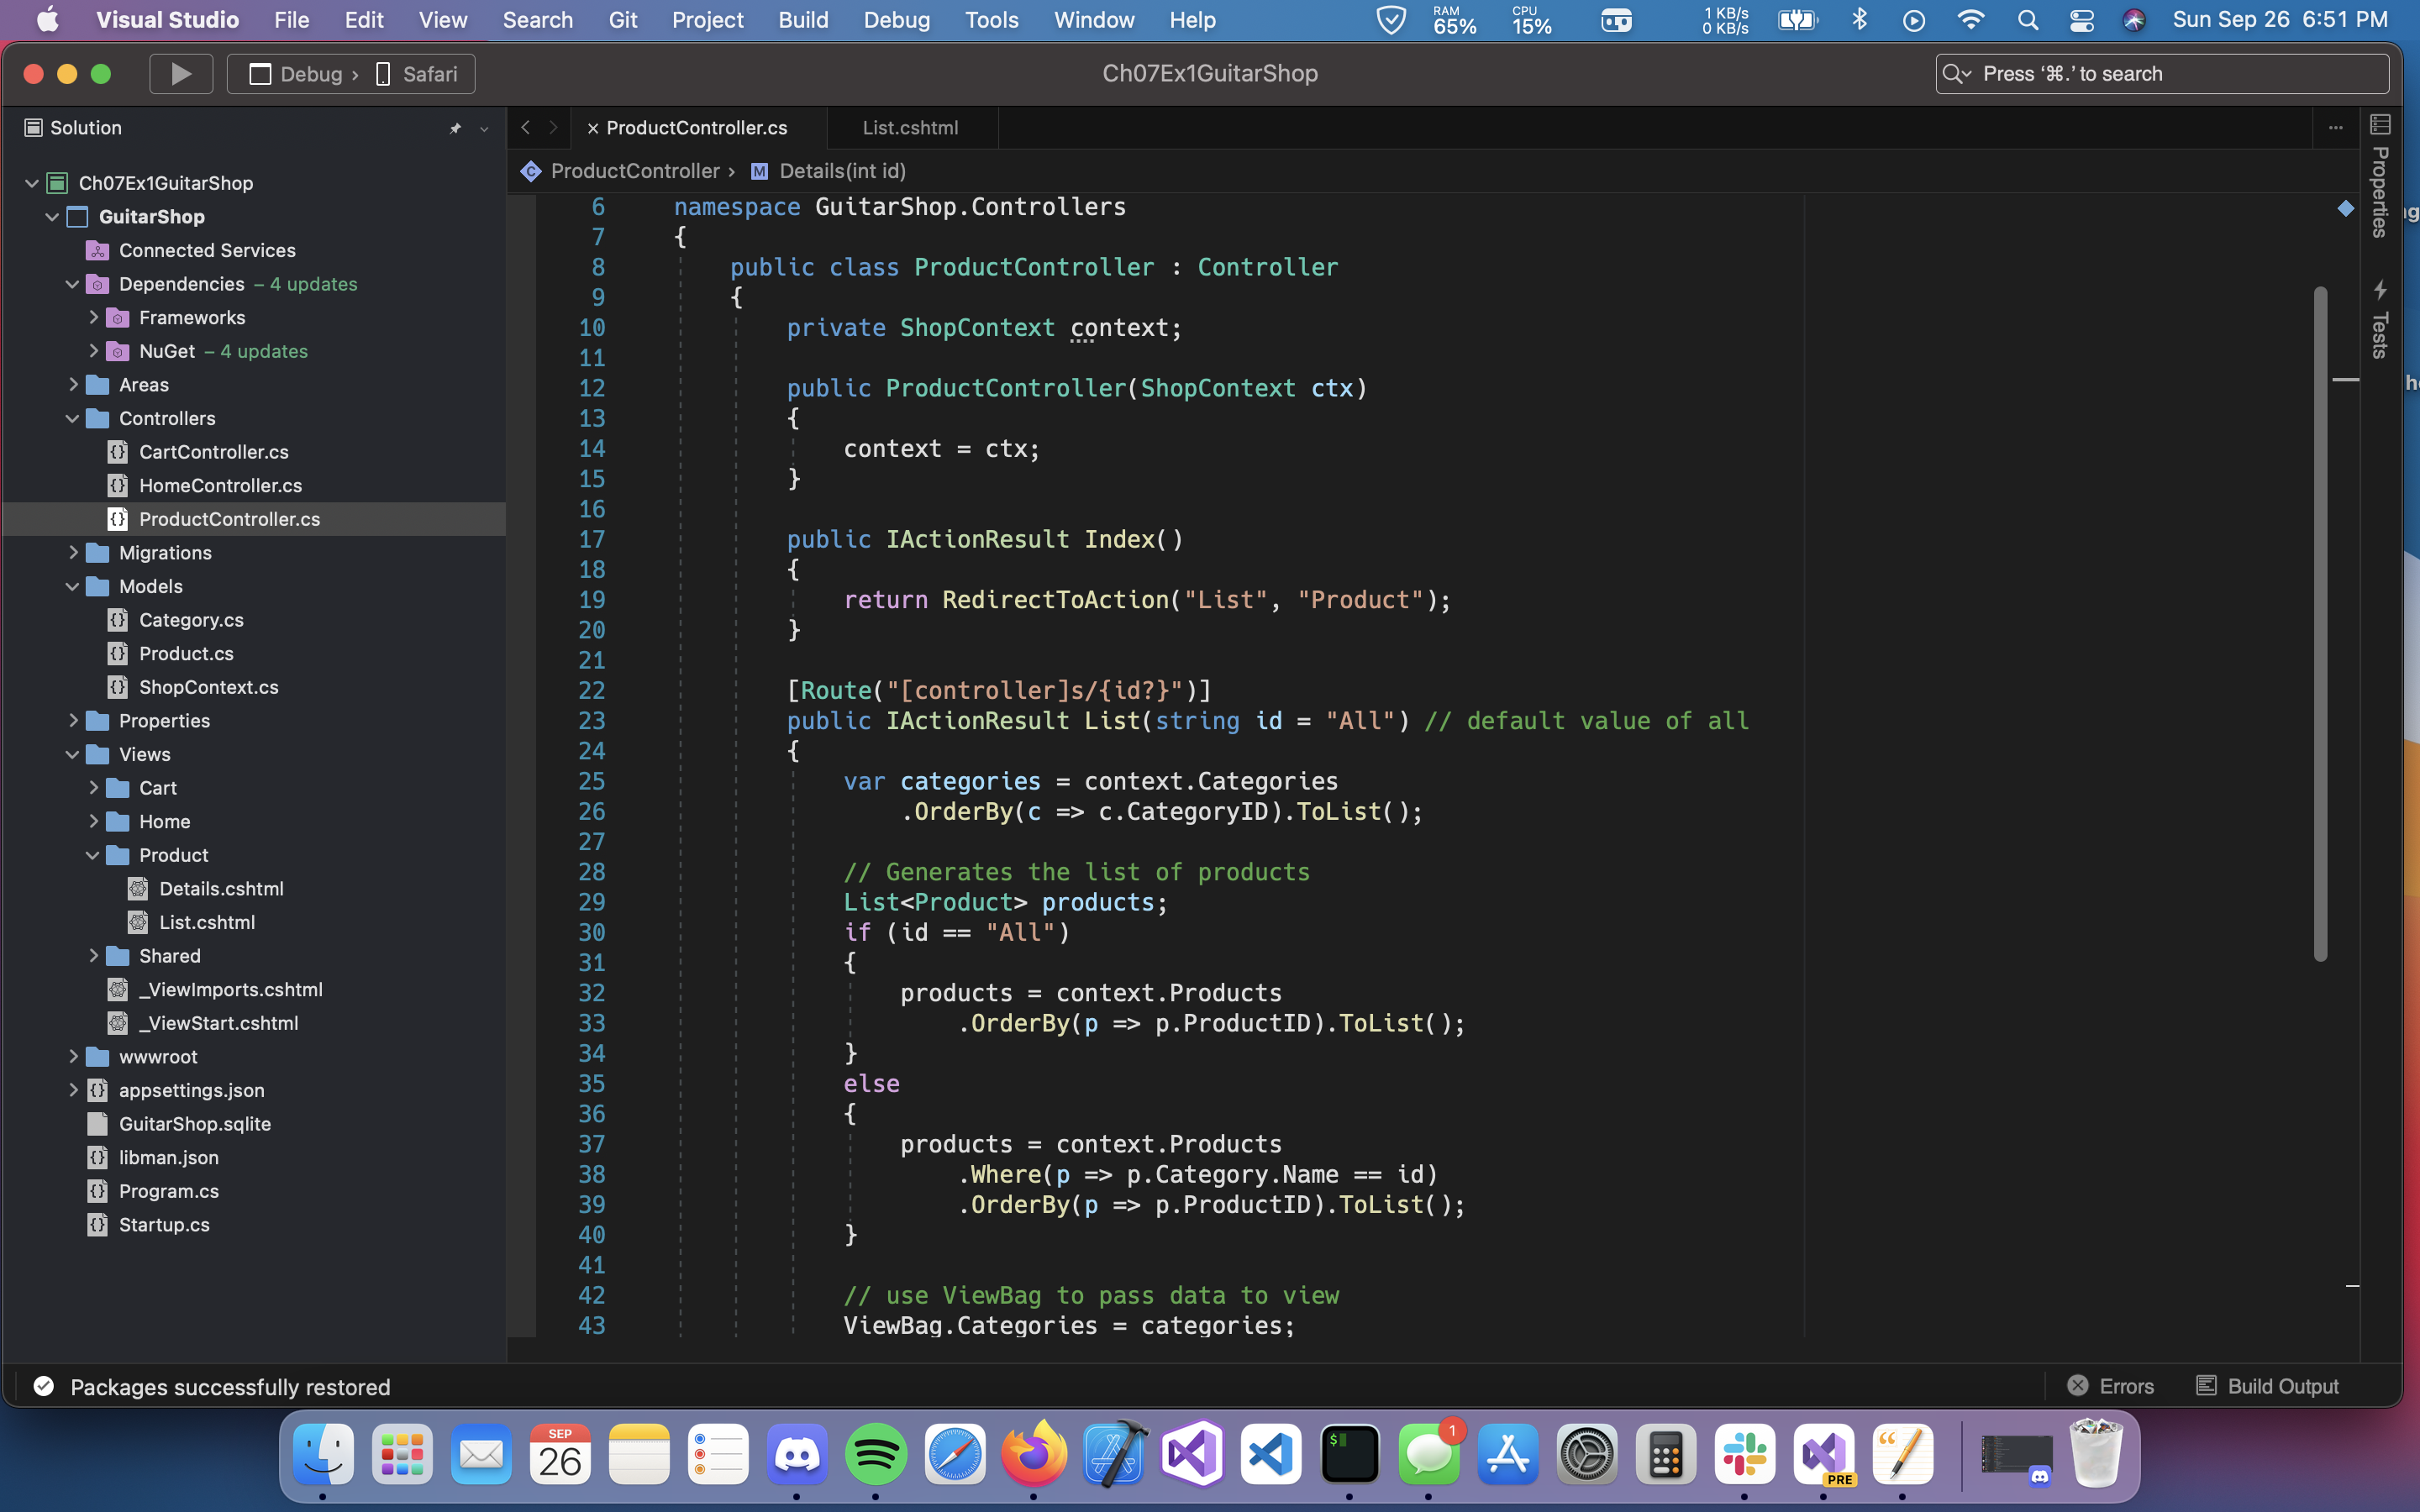 Visual Studio File Edit View Search Git Project Build Debug Tools Window Help RAM 65% CPU 15% 1 KB/s 0 KB/s Sun Sep 26 6:51 PM
Debug › Safari Ch07Ex1GuitarShop Press ‘⌘.’ to search
Solution
Ch07Ex1GuitarShop
GuitarShop
Connected Services
Dependencies – 4 updates
Frameworks
NuGet – 4 updates
Areas
Controllers
CartController.cs
HomeController.cs
ProductController.cs
Migrations
Models
Category.cs
Product.cs
ShopContext.cs
Properties
Views
Cart
Home
Product
Details.cshtml
List.cshtml
Shared
_ViewImports.cshtml
_ViewStart.cshtml
wwwroot
appsettings.json
GuitarShop.sqlite
libman.json
Program.cs
Startup.cs
ProductController.cs List.cshtml
ProductController › M Details(int id)
6 namespace GuitarShop.Controllers
7 {
8 public class ProductController : Controller
9 {
10 private ShopContext context;
11
12 public ProductController(ShopContext ctx)
13 {
14 context = ctx;
15 }
16
17 public IActionResult Index()
18 {
19 return RedirectToAction("List", "Product");
20 }
21
22 [Route("[controller]s/{id?}")]
23 public IActionResult List(string id = "All") // default value of all
24 {
25 var categories = context.Categories
26 .OrderBy(c => c.CategoryID).ToList();
27
28 // Generates the list of products
29 List<Product> products;
30 if (id == "All")
31 {
32 products = context.Products
33 .OrderBy(p => p.ProductID).ToList();
34 }
35 else
36 {
37 products = context.Products
38 .Where(p => p.Category.Name == id)
39 .OrderBy(p => p.ProductID).ToList();
40 }
41
42 // use ViewBag to pass data to view
43 ViewBag.Categories = categories;
Properties
Tests
Packages successfully restored Errors Build Output
SEP
26
1
PRE